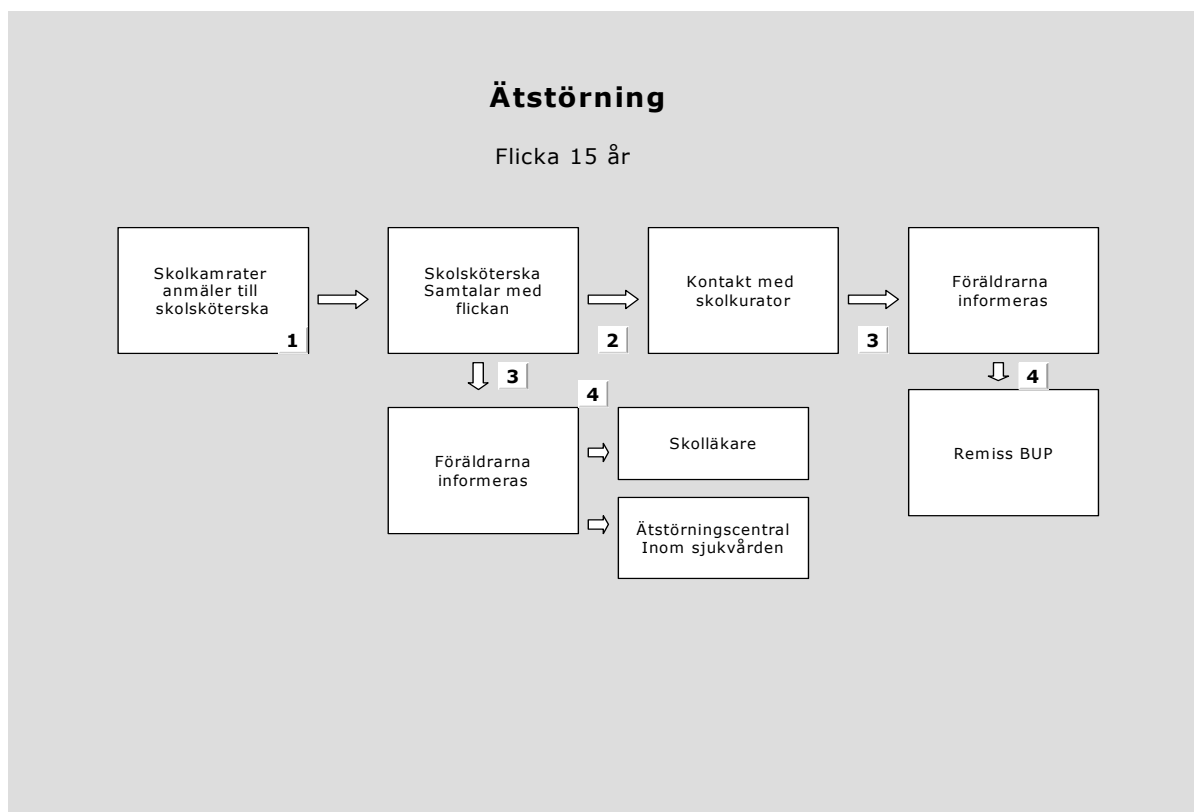 Ätstörning
Flicka 15 år
Skolkamrater
anmäler till
skolsköterska
1
Skolsköterska
Samtalar med
flickan
2
Kontakt med
skolkurator
3
Föräldrarna
informeras
3
4
4
Föräldrarna
informeras
Skolläkare
Ätstörningscentral
Inom sjukvården
Remiss BUP